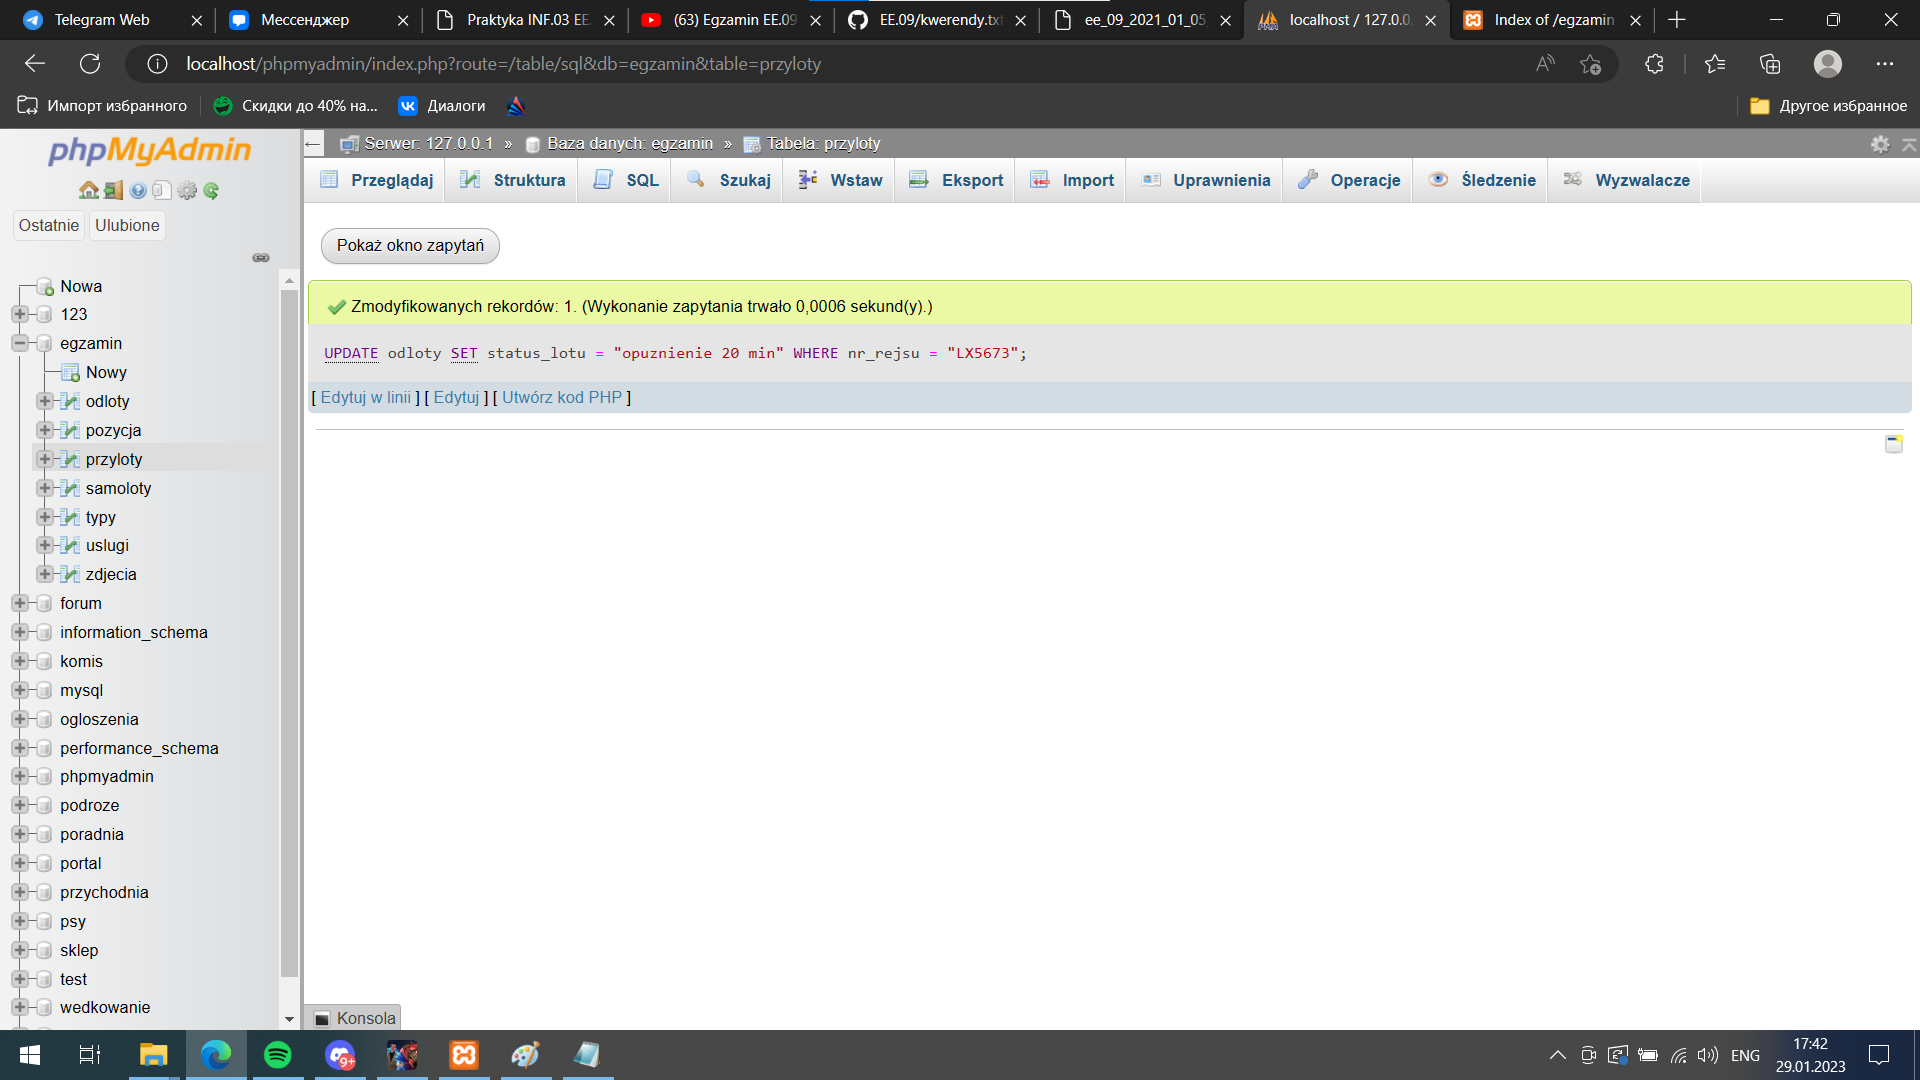 Telegram Web
Мессенджер
Praktyka INF.03 EE.
(63) Egzamin EE.09
EE.09/kwerendy.txt
ee_09_2021_01_05_
localhost / 127.0.0.
Index of /egzamin
localhost/phpmyadmin/index.php?route=/table/sql&db=egzamin&table=przyloty
Импорт избранного
Скидки до 40% на...
Диалоги
Другое избранное
phpMyAdmin
Serwer: 127.0.0.1 » Baza danych: egzamin » Tabela: przyloty
Przeglądaj Struktura SQL Szukaj Wstaw Eksport Import Uprawnienia Operacje Śledzenie Wyzwalacze
Ostatnie Ulubione
Nowa
123
egzamin
Nowy
odloty
pozycja
przyloty
samoloty
typy
uslugi
zdjecia
forum
information_schema
komis
mysql
ogloszenia
performance_schema
phpmyadmin
podroze
poradnia
portal
przychodnia
psy
sklep
test
wedkowanie
Pokaż okno zapytań
Zmodyfikowanych rekordów: 1. (Wykonanie zapytania trwało 0,0006 sekund(y).)
UPDATE odloty SET status_lotu = "opuznienie 20 min" WHERE nr_rejsu = "LX5673";
[ Edytuj w linii ] [ Edytuj ] [ Utwórz kod PHP ]
Konsola
9+
ENG
17:42
29.01.2023